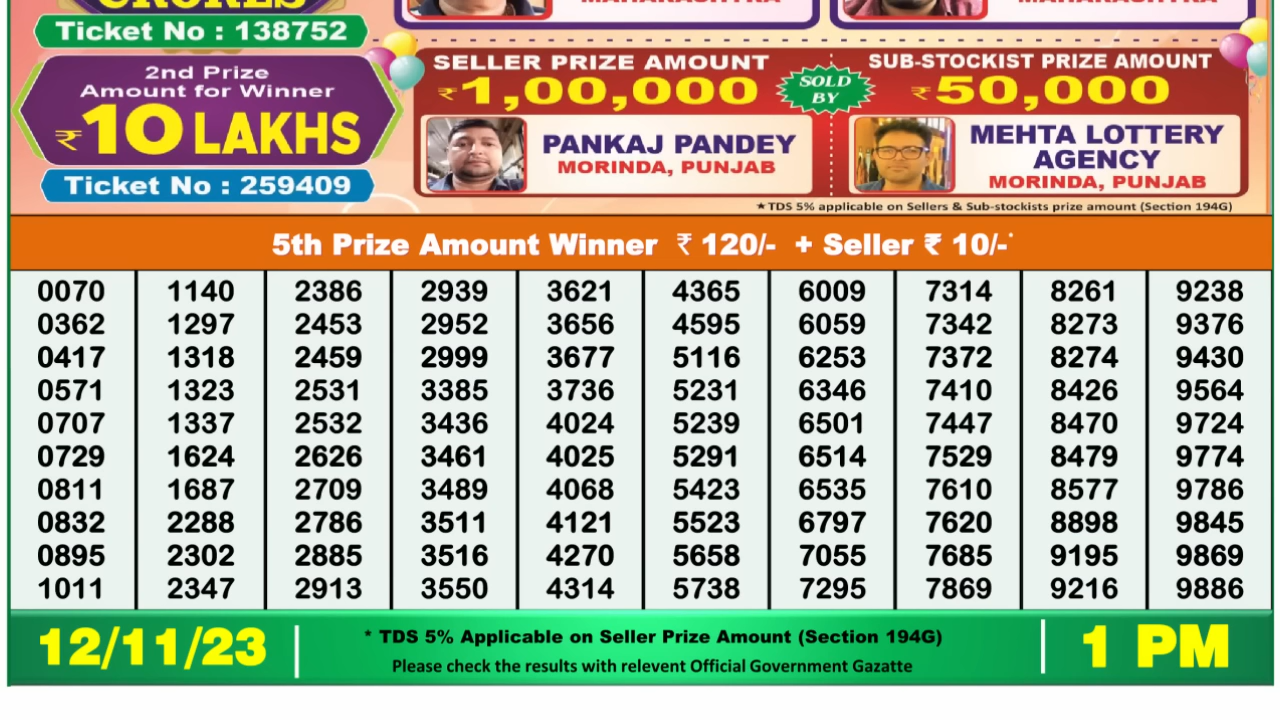 CRORES
MAHARASHTRA
MAHARASHTRA
Ticket No : 138752
2nd Prize
Amount for Winner
₹10 LAKHS
Ticket No : 259409
SELLER PRIZE AMOUNT
₹1,00,000
SOLD
BY
SUB-STOCKIST PRIZE AMOUNT
₹50,000
PANKAJ PANDEY
MORINDA, PUNJAB
MEHTA LOTTERY
AGENCY
MORINDA, PUNJAB
★TDS 5% applicable on Sellers & Sub-stockists prize amount (Section 194G)
5th Prize Amount Winner ₹ 120/- + Seller ₹ 10/-*
0070 1140 2386 2939 3621 4365 6009 7314 8261 9238
0362 1297 2453 2952 3656 4595 6059 7342 8273 9376
0417 1318 2459 2999 3677 5116 6253 7372 8274 9430
0571 1323 2531 3385 3736 5231 6346 7410 8426 9564
0707 1337 2532 3436 4024 5239 6501 7447 8470 9724
0729 1624 2626 3461 4025 5291 6514 7529 8479 9774
0811 1687 2709 3489 4068 5423 6535 7610 8577 9786
0832 2288 2786 3511 4121 5523 6797 7620 8898 9845
0895 2302 2885 3516 4270 5658 7055 7685 9195 9869
1011 2347 2913 3550 4314 5738 7295 7869 9216 9886
12/11/23
* TDS 5% Applicable on Seller Prize Amount (Section 194G)
Please check the results with relevent Official Government Gazatte
1 PM